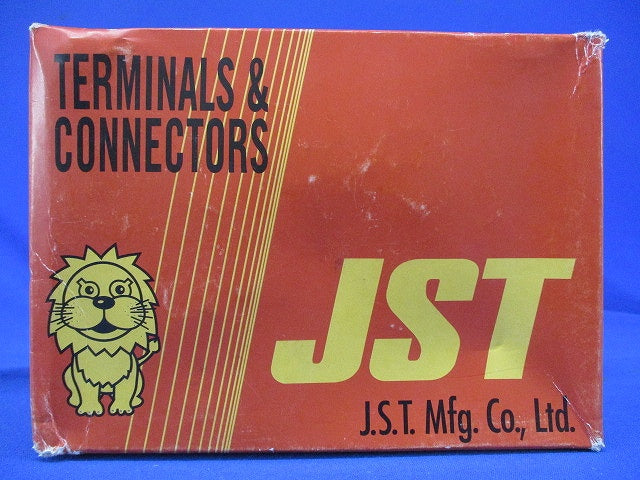 TERMINALS &
CONNECTORS
JST
J.S.T. Mfg. Co., Ltd.